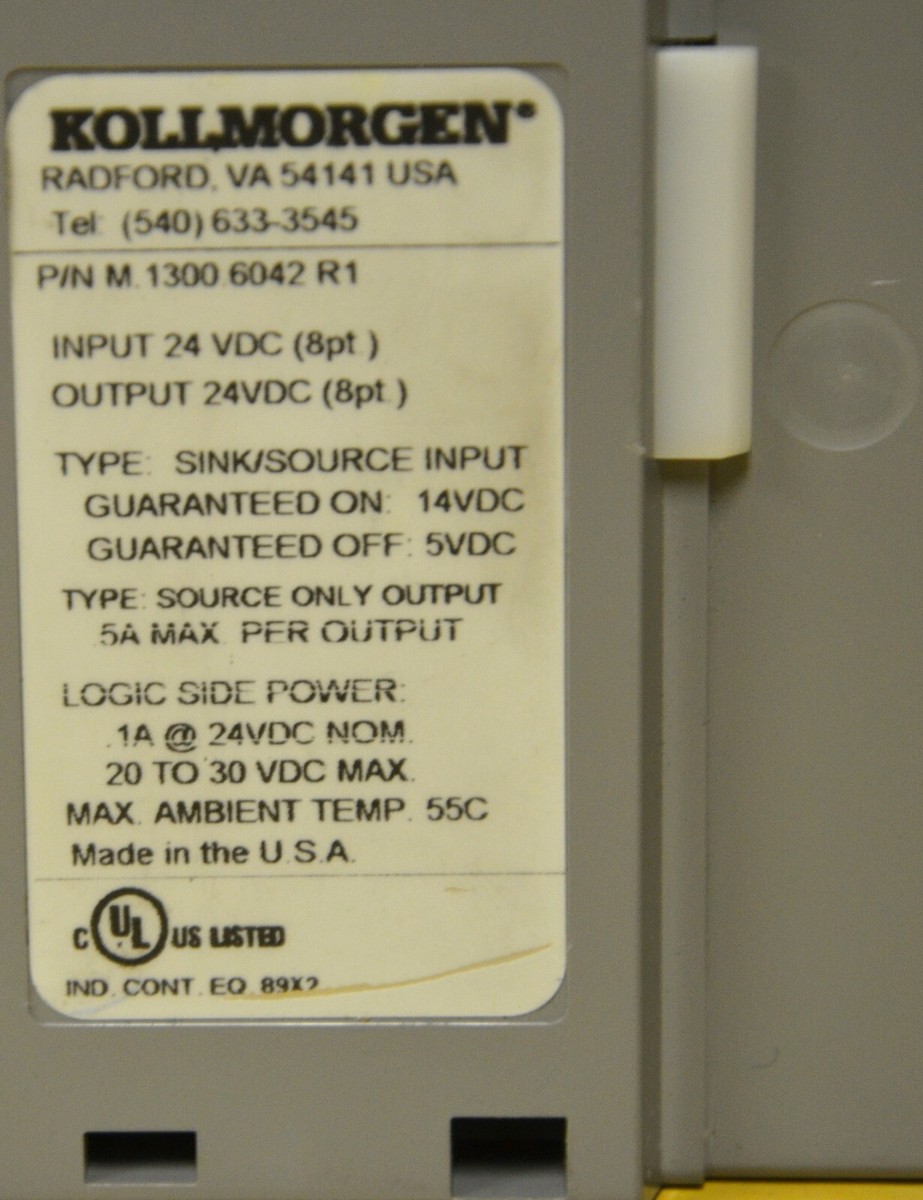 KOLLMORGEN®
RADFORD, VA 54141 USA
Tel: (540) 633-3545
P/N M.1300.6042 R1
INPUT 24 VDC (8pt.)
OUTPUT 24VDC (8pt.)
TYPE: SINK/SOURCE INPUT
GUARANTEED ON: 14VDC
GUARANTEED OFF: 5VDC
TYPE: SOURCE ONLY OUTPUT
.5A MAX. PER OUTPUT
LOGIC SIDE POWER:
.1A @ 24VDC NOM.
20 TO 30 VDC MAX.
MAX. AMBIENT TEMP. 55C
Made in the U.S.A.
C UL US LISTED
IND. CONT. EQ. 89X2